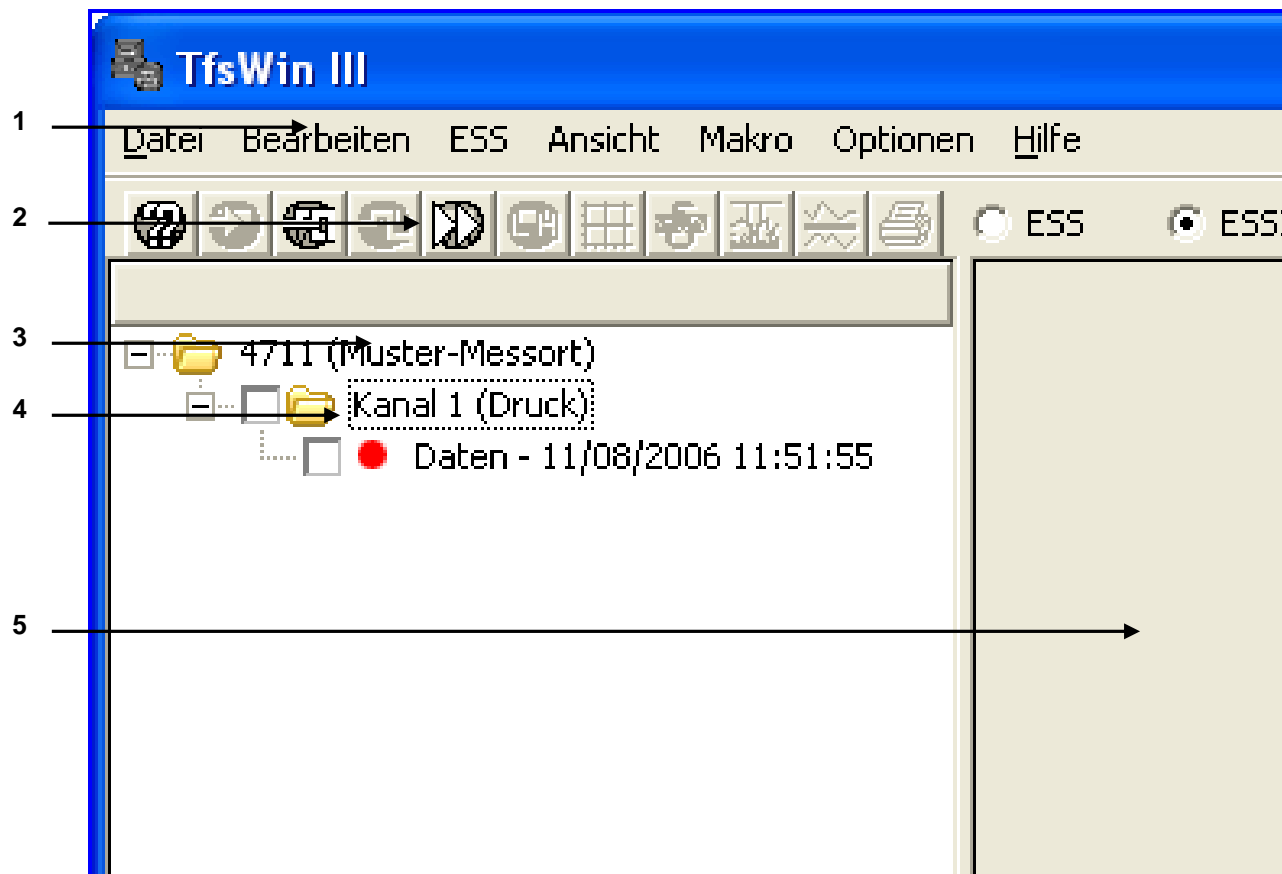 TfsWin III
1
Datei Bearbeiten ESS Ansicht Makro Optionen Hilfe
2
ESS
3
4711 (Muster-Messort)
4
Kanal 1 (Druck)
Daten - 11/08/2006 11:51:55
5